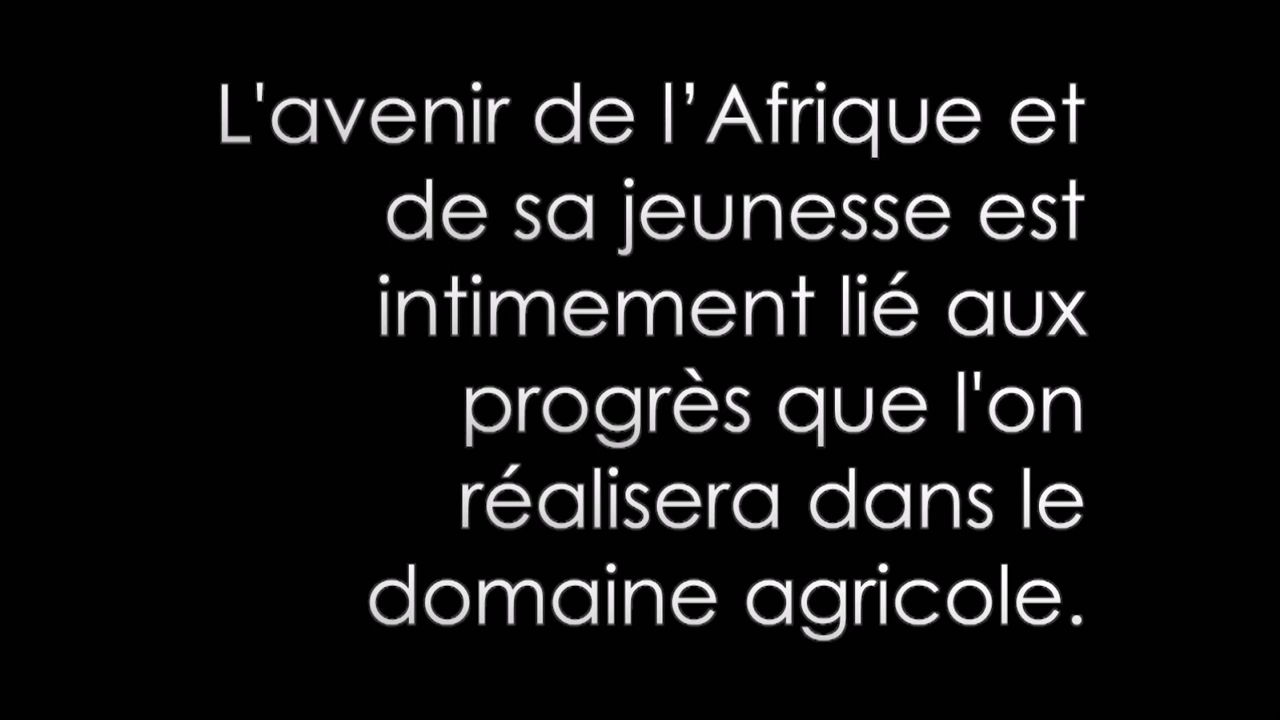 L'avenir de l’Afrique et
de sa jeunesse est
intimement lié aux
progrès que l'on
réalisera dans le
domaine agricole.